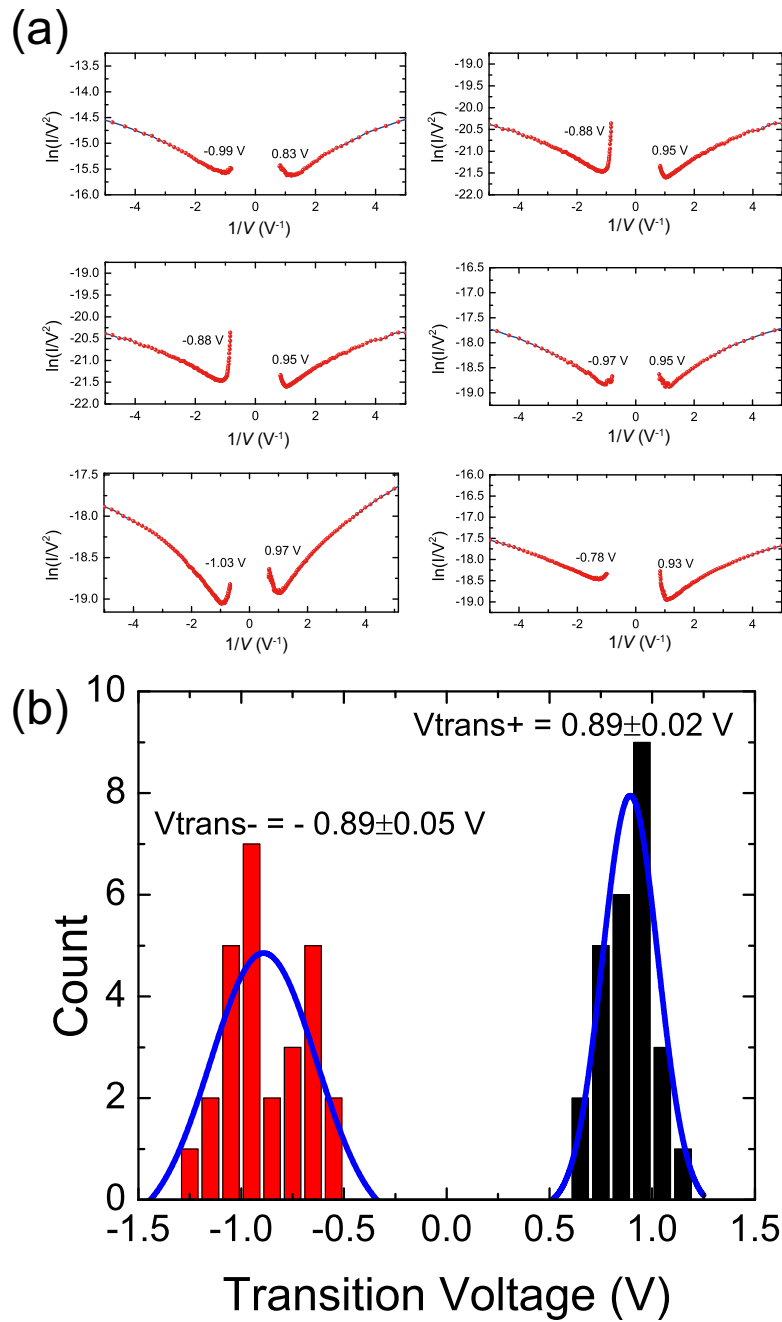 (a)
-13.5
-14.0
-14.5
-15.0
-15.5
-16.0
ln(I/V²)
-0.99 V
0.83 V
-4 -2 0 2 4
1/V (V⁻¹)
-19.0
-19.5
-20.0
-20.5
-21.0
-21.5
-22.0
ln(I/V²)
-0.88 V
0.95 V
-4 -2 0 2 4
1/V (V⁻¹)
-19.0
-19.5
-20.0
-20.5
-21.0
-21.5
-22.0
ln(I/V²)
-0.88 V
0.95 V
-4 -2 0 2 4
1/V (V⁻¹)
-16.5
-17.0
-17.5
-18.0
-18.5
-19.0
ln(I/V²)
-0.97 V
0.95 V
-4 -2 0 2 4
1/V (V⁻¹)
-17.5
-18.0
-18.5
-19.0
ln(I/V²)
-1.03 V
0.97 V
-4 -2 0 2 4
1/V (V⁻¹)
-16.0
-16.5
-17.0
-17.5
-18.0
-18.5
-19.0
ln(I/V²)
-0.78 V
0.93 V
-4 -2 0 2 4
1/V (V⁻¹)
(b)
10
8
6
4
2
0
Count
Vtrans+ = 0.89±0.02 V
Vtrans- = - 0.89±0.05 V
-1.5 -1.0 -0.5 0.0 0.5 1.0 1.5
Transition Voltage (V)